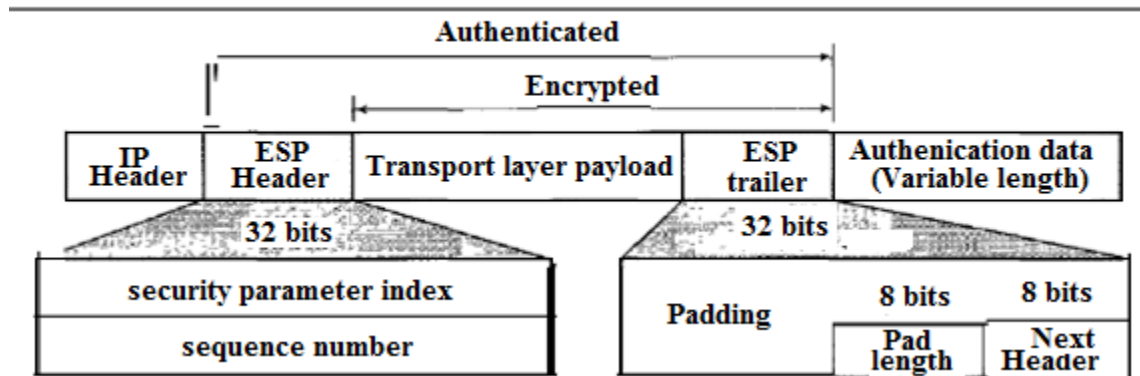 Authenticated
Encrypted
IP Header
ESP Header
Transport layer payload
ESP trailer
Authenication data
(Variable length)
32 bits
32 bits
security parameter index
sequence number
Padding
8 bits
8 bits
Pad length
Next Header